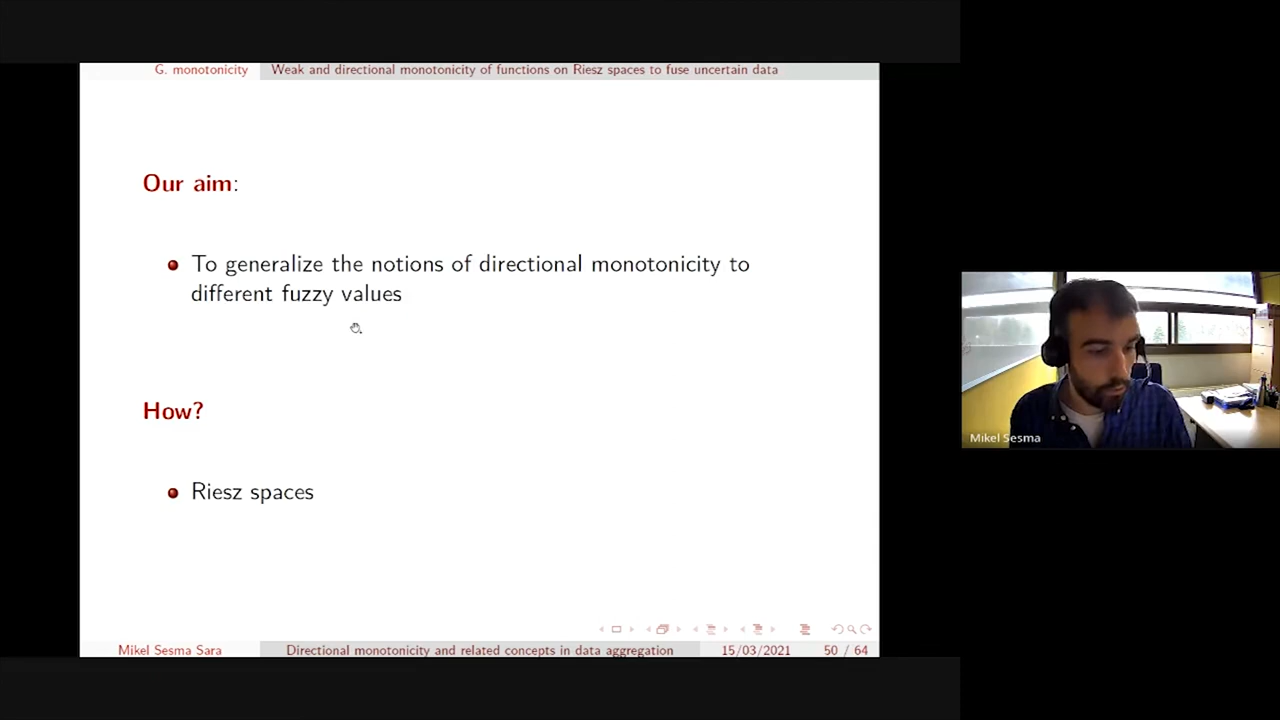 G. monotonicity Weak and directional monotonicity of functions on Riesz spaces to fuse uncertain data
Our aim:
To generalize the notions of directional monotonicity to
different fuzzy values
How?
Riesz spaces
Mikel Sesma
Mikel Sesma Sara Directional monotonicity and related concepts in data aggregation 15/03/2021 50 / 64